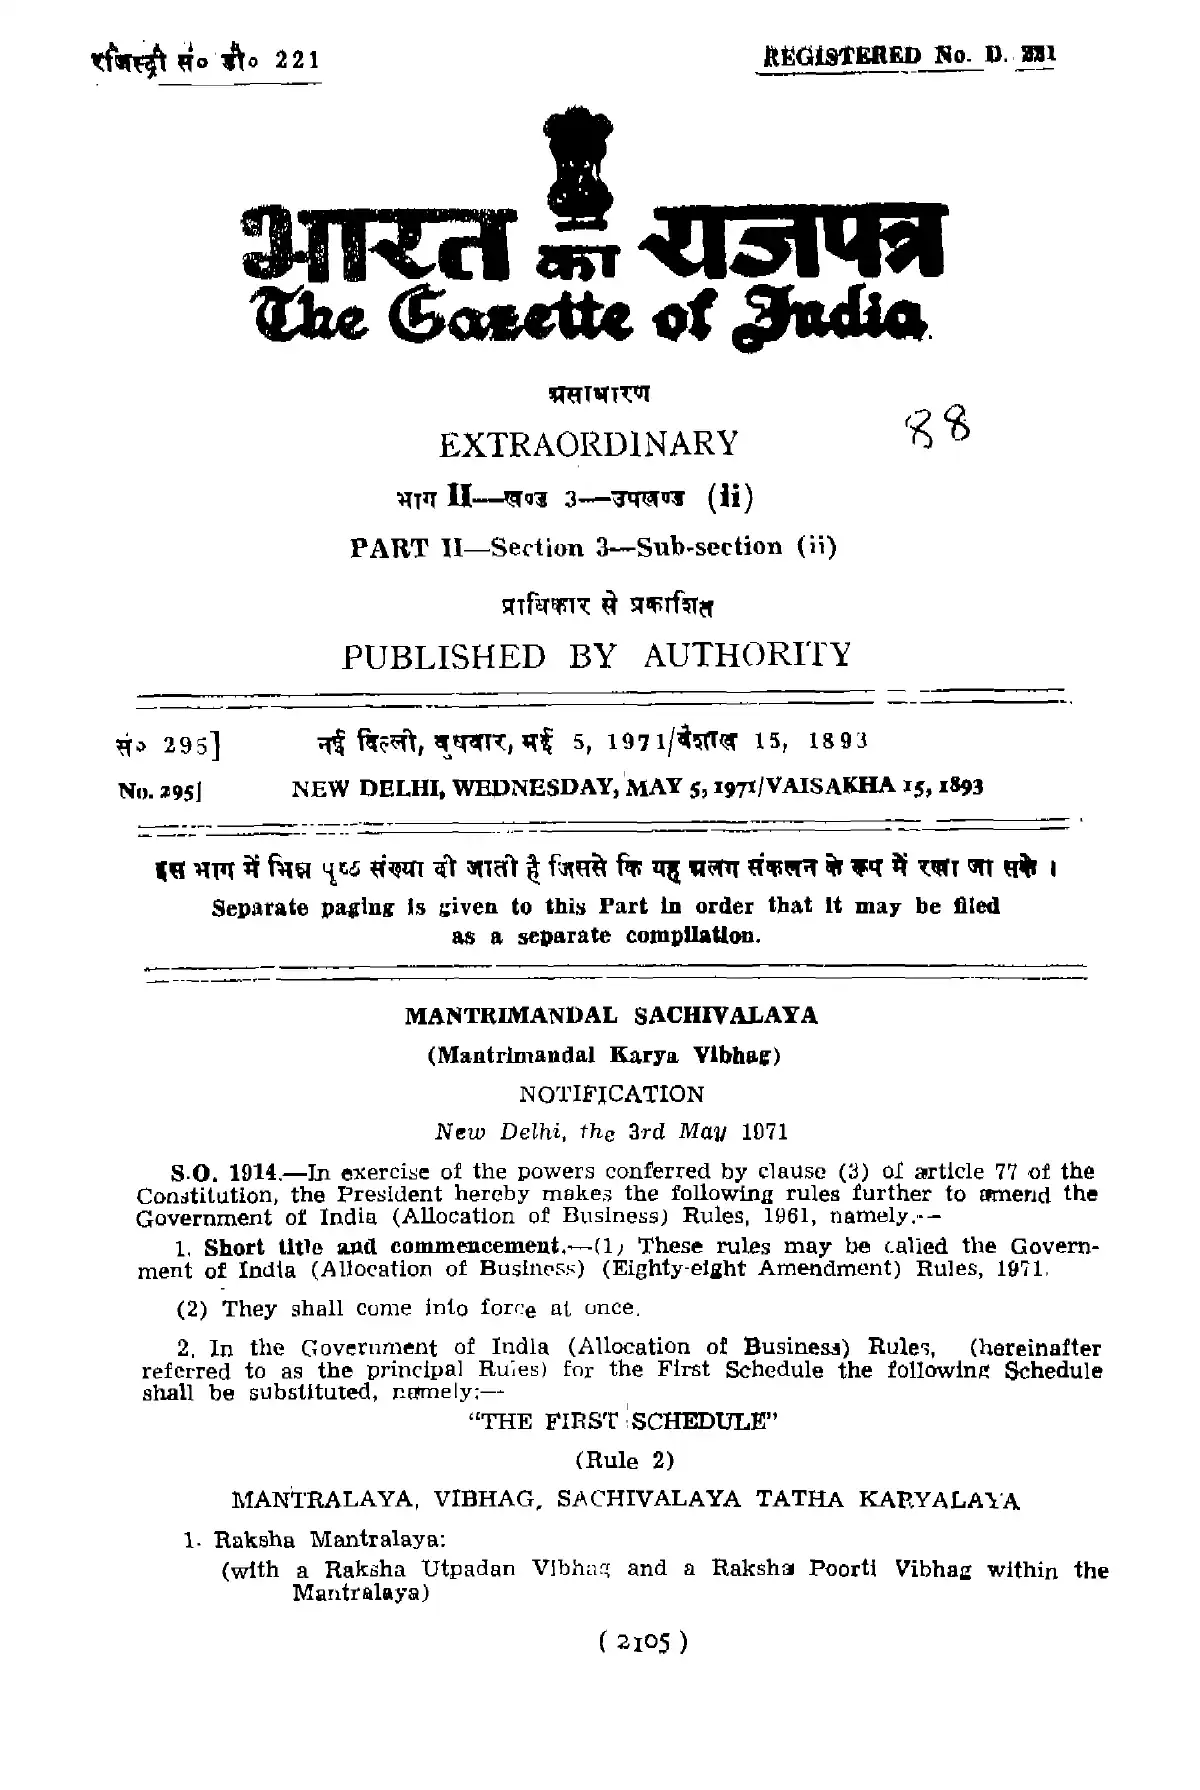 रजिस्ट्री सं० डी० 221
REGISTERED No. D. 221
भारत का राजपत्र
The Gazette of India
असाधारण
EXTRAORDINARY
88
भाग II—खण्ड 3—उपखण्ड (ii)
PART II—Section 3—Sub-section (ii)
प्राधिकार से प्रकाशित
PUBLISHED BY AUTHORITY
सं० 295]
नई दिल्ली, बुधवार, मई 5, 1971/वैशाख 15, 1893
No. 295]
NEW DELHI, WEDNESDAY, MAY 5, 1971/VAISAKHA 15, 1893
इस भाग में भिन्न पृष्ठ संख्या दी जाती है जिससे कि यह अलग संकलन के रूप में रखा जा सके ।
Separate paging is given to this Part in order that it may be filed
as a separate compilation.
MANTRIMANDAL SACHIVALAYA
(Mantrimandal Karya Vibhag)
NOTIFICATION
New Delhi, the 3rd May 1971
S.O. 1914.—In exercise of the powers conferred by clause (3) of article 77 of the
Constitution, the President hereby makes the following rules further to amend the
Government of India (Allocation of Business) Rules, 1961, namely.—
1. Short title and commencement.—(1) These rules may be called the Govern-
ment of India (Allocation of Business) (Eighty-eight Amendment) Rules, 1971.
(2) They shall come into force at once.
2. In the Government of India (Allocation of Business) Rules, (hereinafter
referred to as the principal Rules) for the First Schedule the following Schedule
shall be substituted, namely:—
“THE FIRST SCHEDULE”
(Rule 2)
MANTRALAYA, VIBHAG, SACHIVALAYA TATHA KARYALAYA
1. Raksha Mantralaya:
(with a Raksha Utpadan Vibhag and a Raksha Poorti Vibhag within the
Mantralaya)
( 2105 )